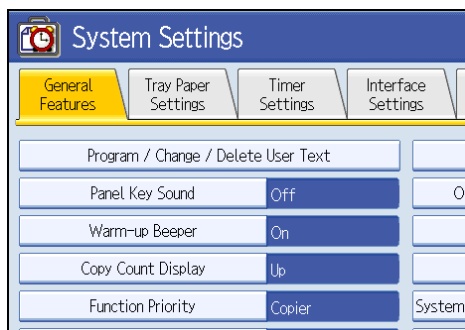 System Settings
General Features
Tray Paper Settings
Timer Settings
Interface Settings
Program / Change / Delete User Text
Panel Key Sound Off
O
Warm-up Beeper On
Copy Count Display Up
Function Priority Copier
System